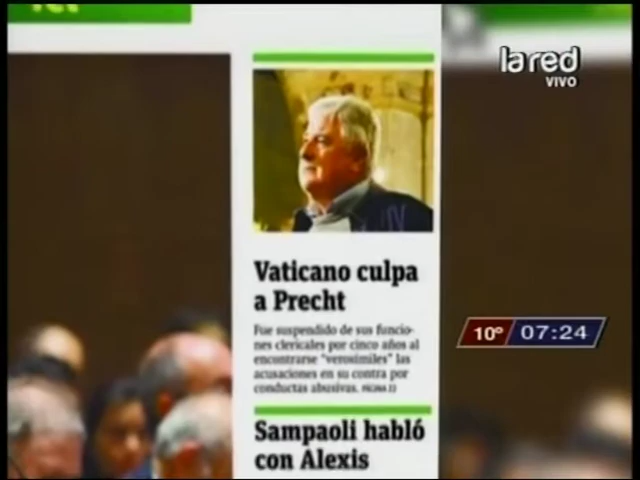 la red
VIVO
Vaticano culpa
a Precht
Fue suspendido de sus funcio-
nes clericales por cinco años al
encontrarse "verosímiles" las
acusaciones en su contra por
conductas abusivas.
10° 07:24
Sampaoli habló
con Alexis